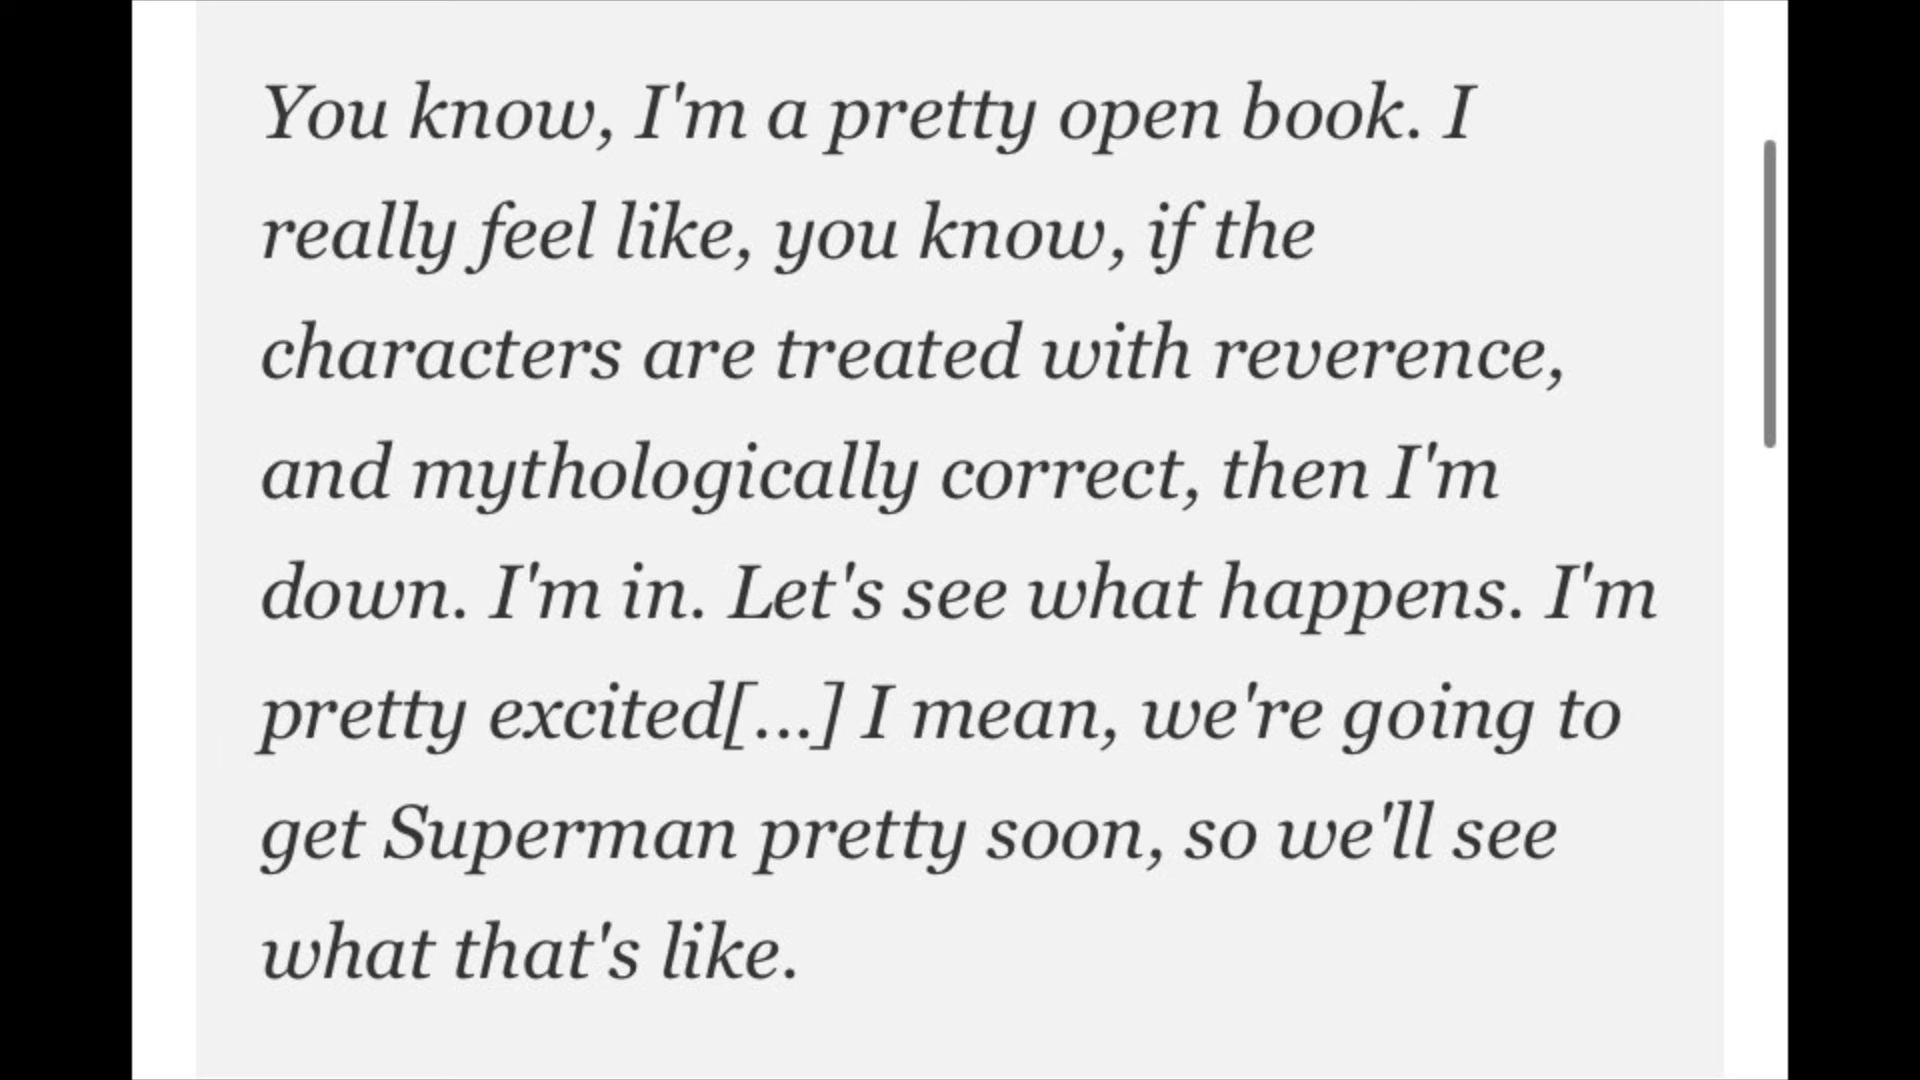 You know, I'm a pretty open book. I
really feel like, you know, if the
characters are treated with reverence,
and mythologically correct, then I'm
down. I'm in. Let's see what happens. I'm
pretty excited[...] I mean, we're going to
get Superman pretty soon, so we'll see
what that's like.